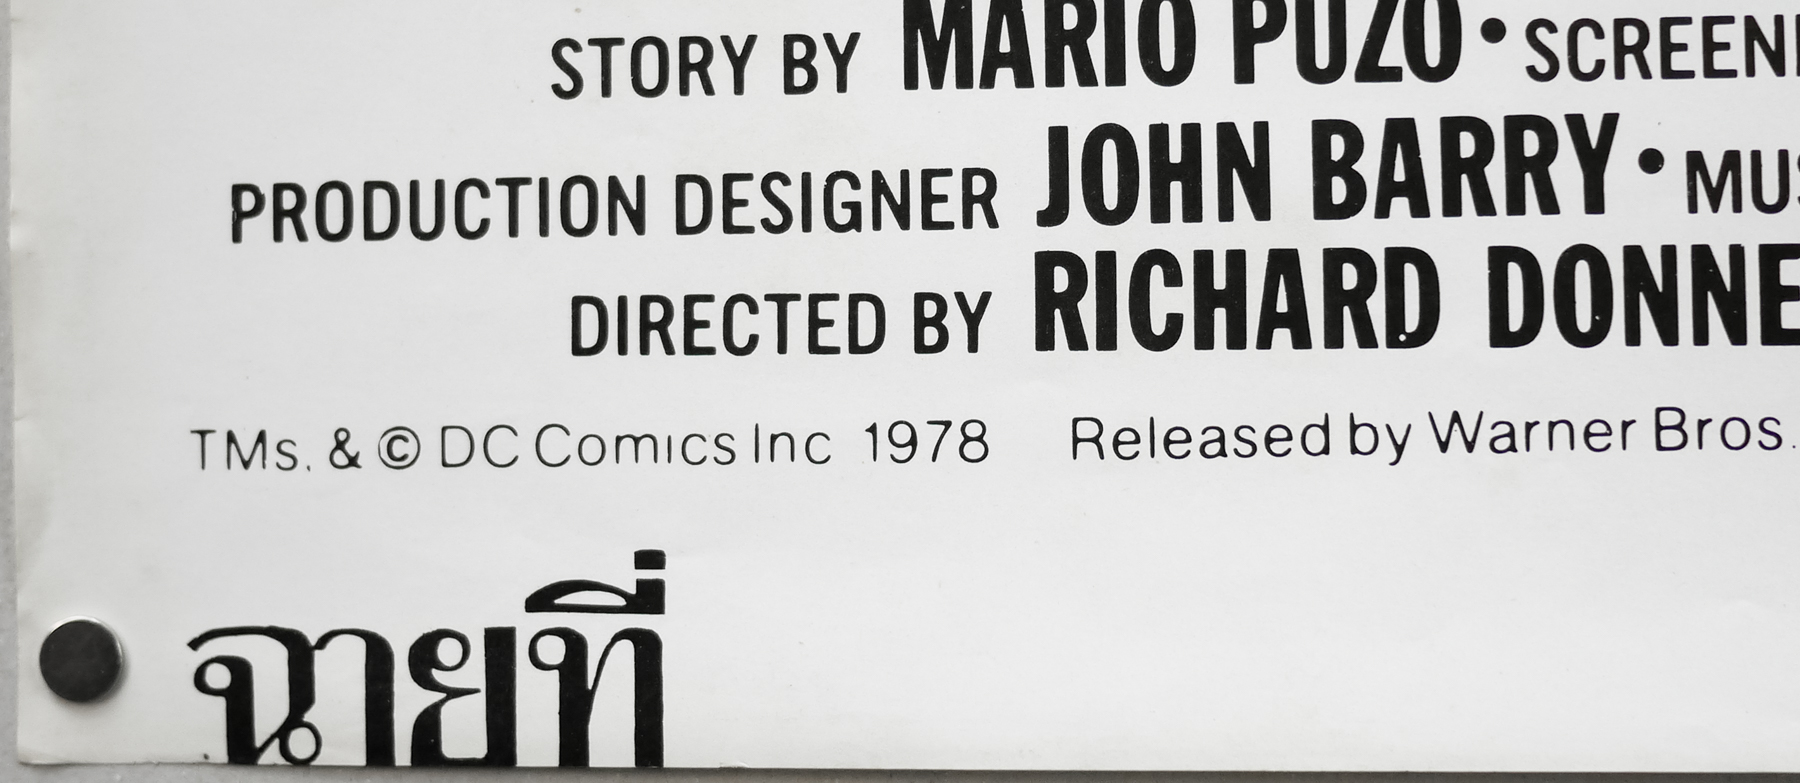 STORY BY MARIO PUZO • SCREEN
PRODUCTION DESIGNER JOHN BARRY • MUS
DIRECTED BY RICHARD DONNE
TMs. & © DC Comics Inc 1978 Released by Warner Bros.
ฉายที่